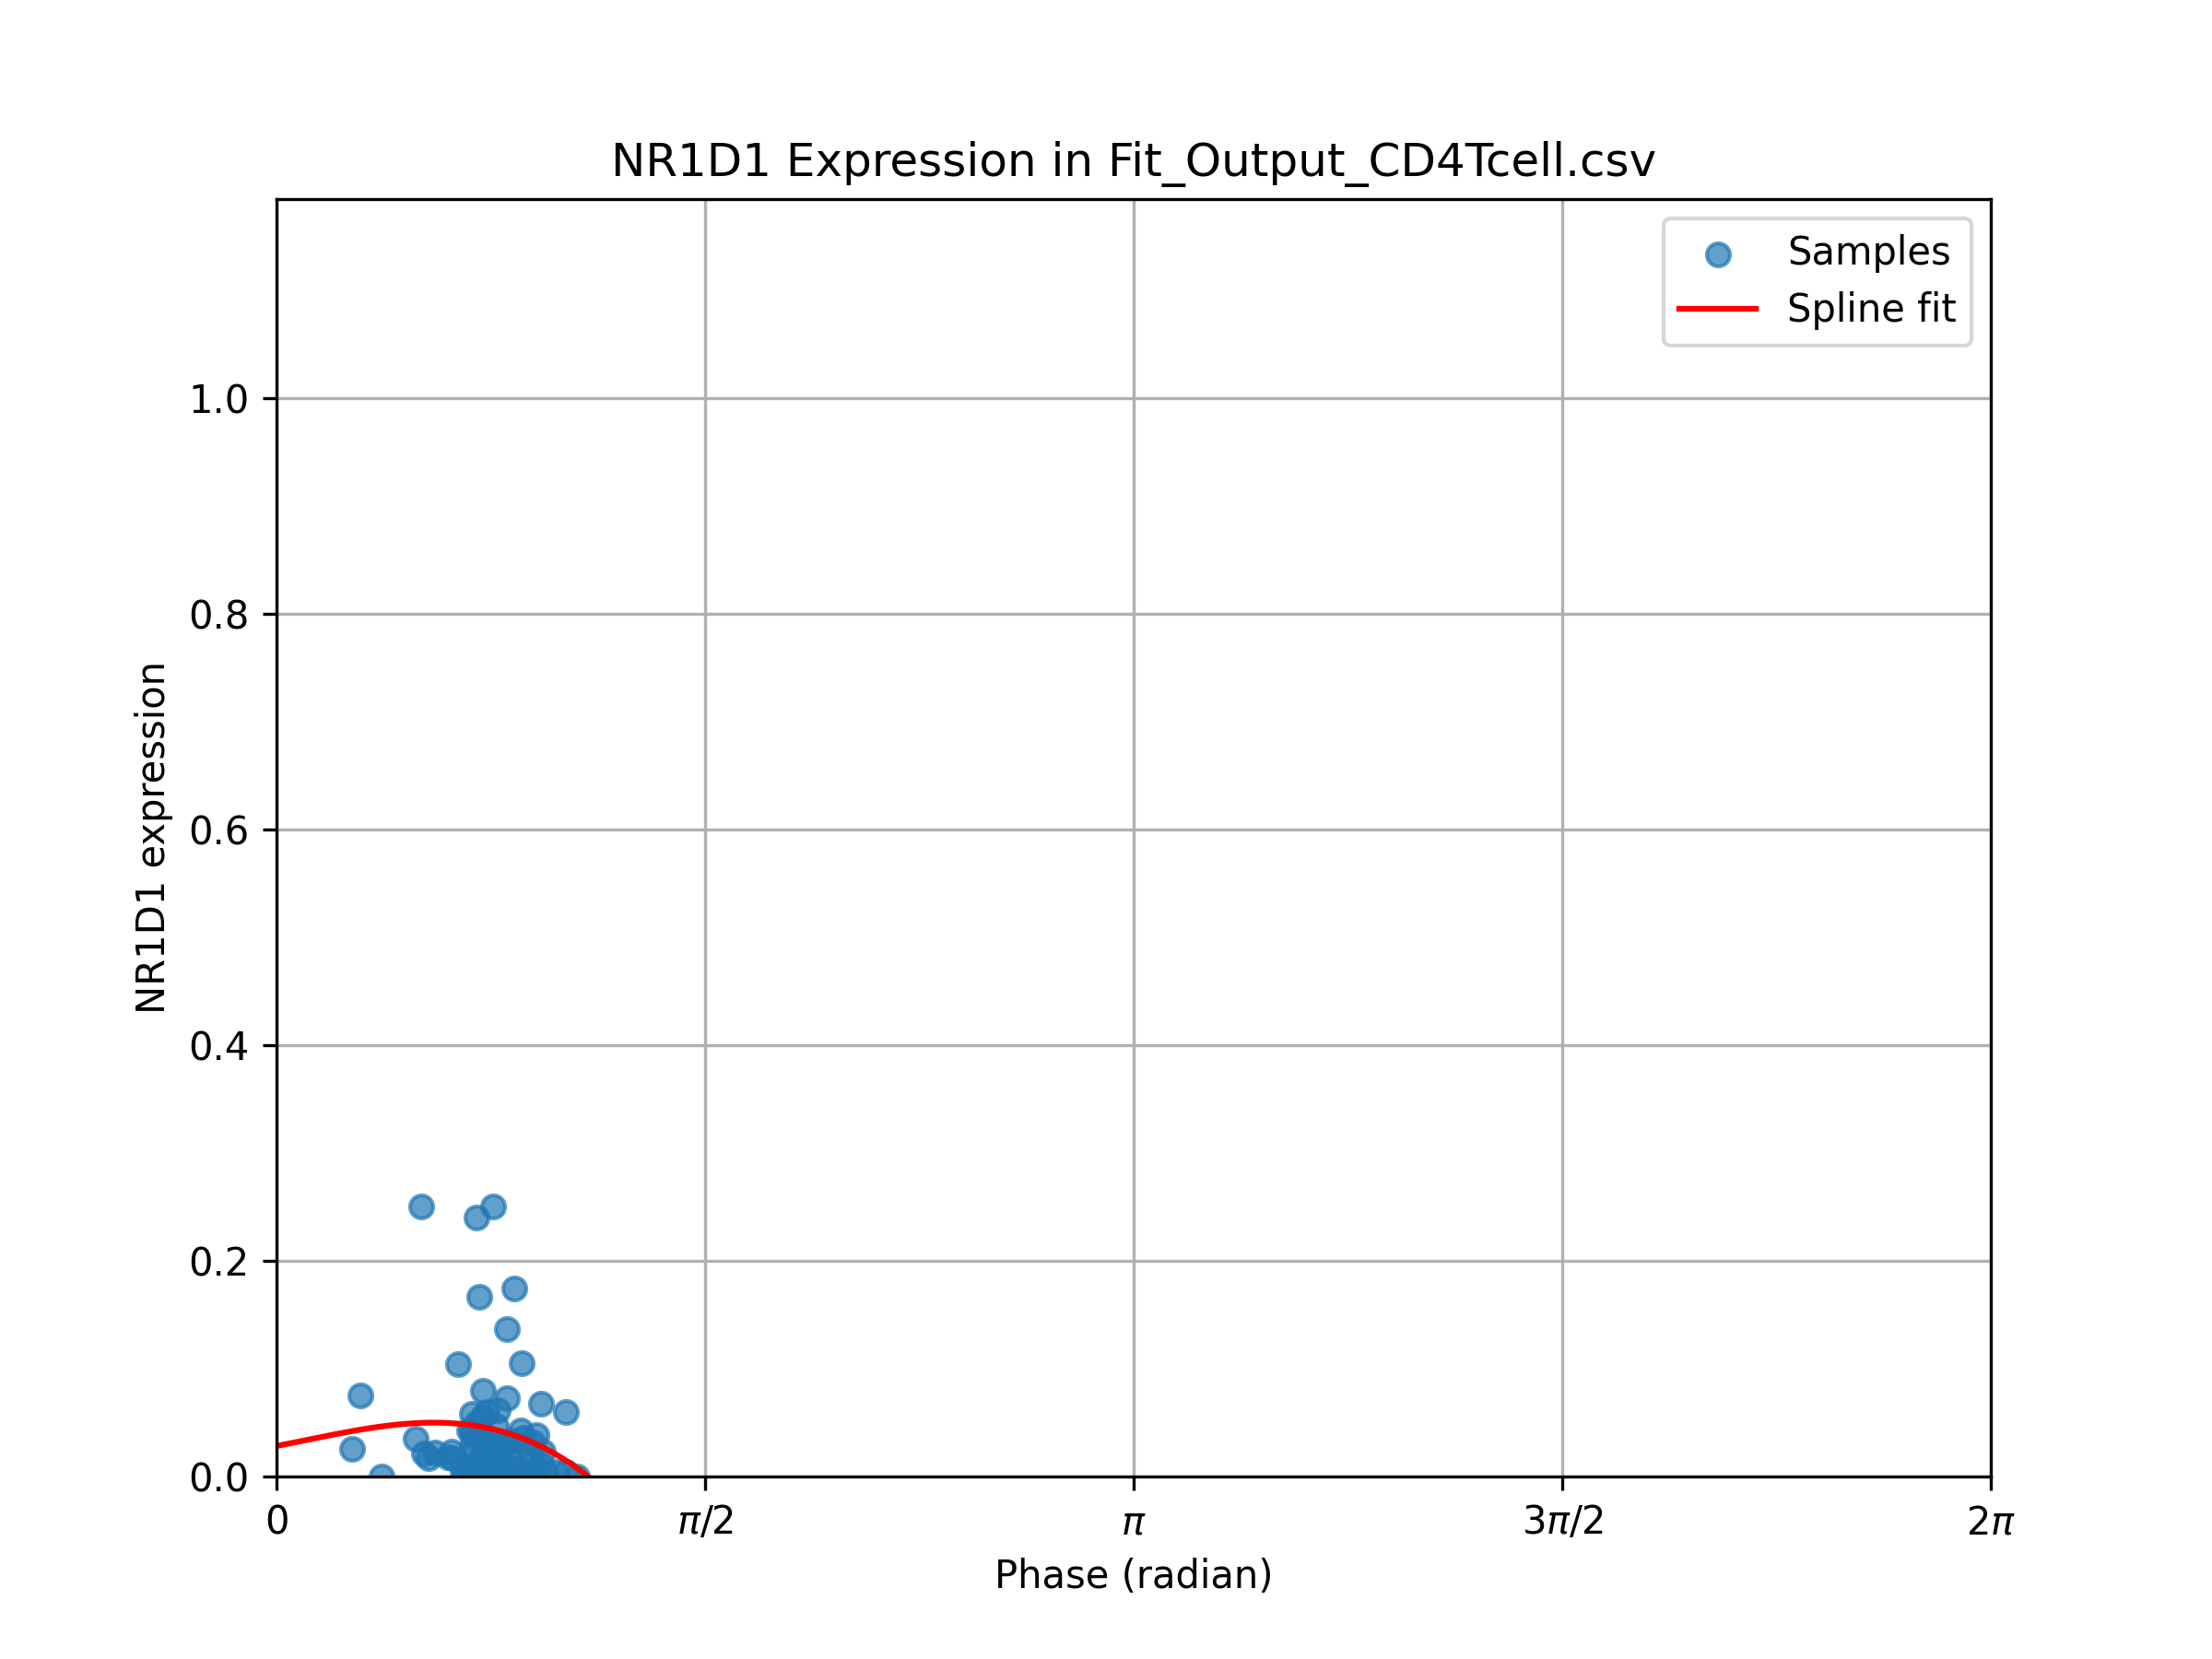 NR1D1 Expression in Fit_Output_CD4Tcell.csv
Samples
Spline fit
NR1D1 expression
1.0
0.8
0.6
0.4
0.2
0.0
0 π/2 π 3π/2 2π
Phase (radian)